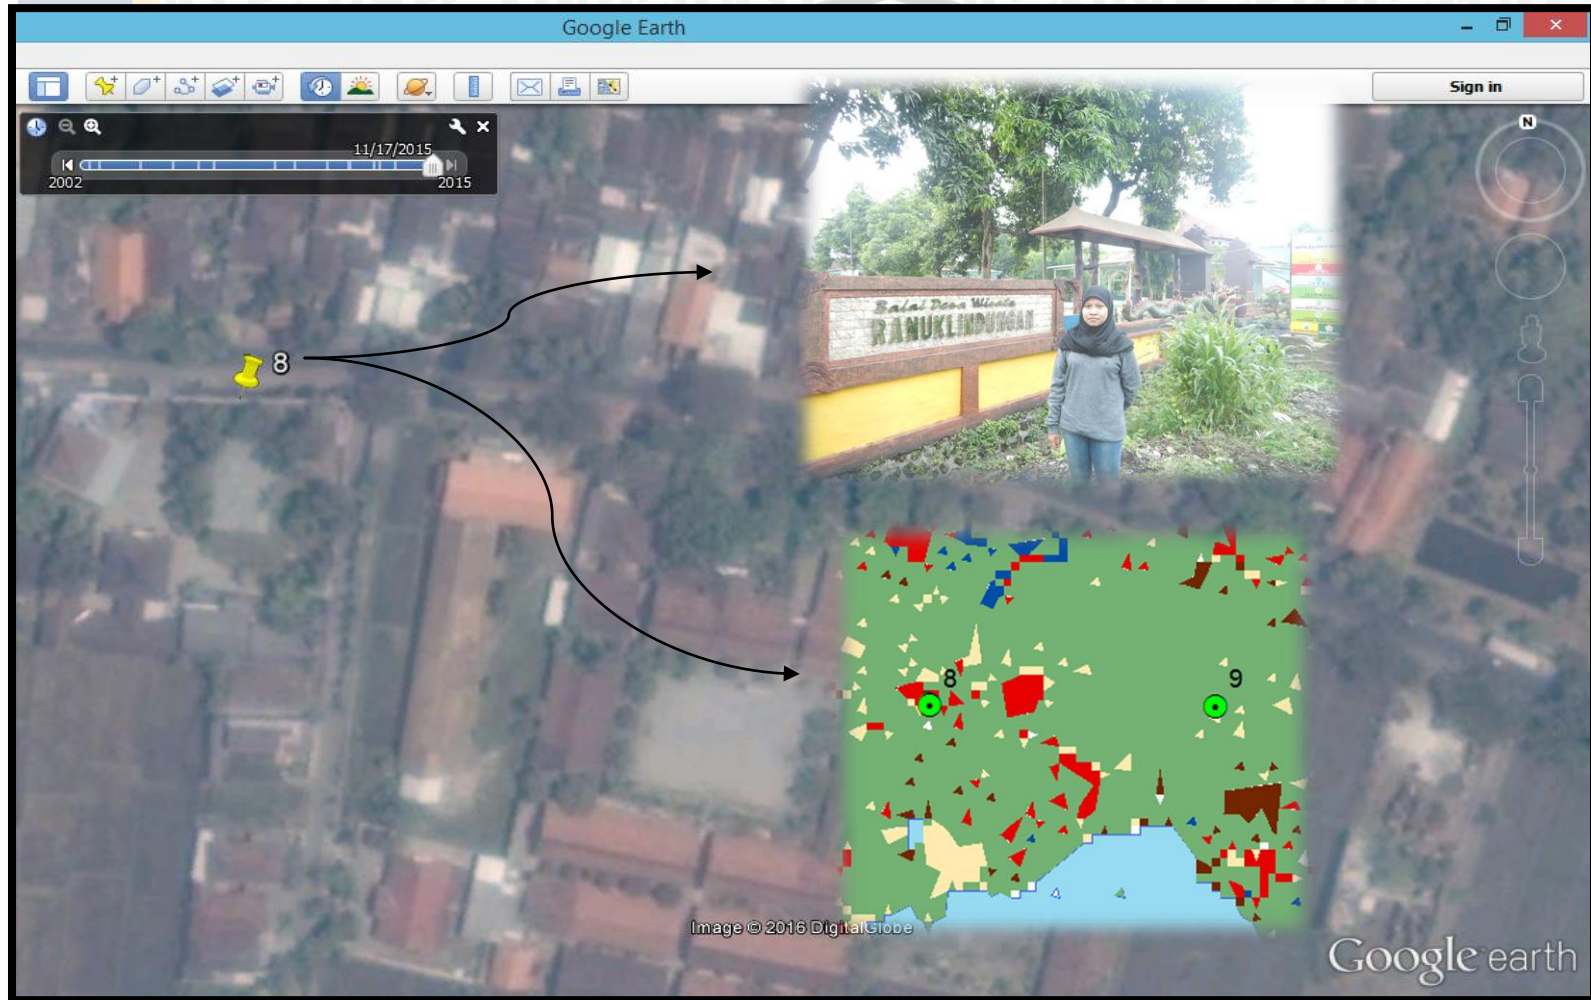 Google Earth
Sign in
11/17/2015
2002
2015
N
8
Balai Desa Wisata
RANUKLINDUNGAN
8
9
Image © 2016 DigitalGlobe
Google earth